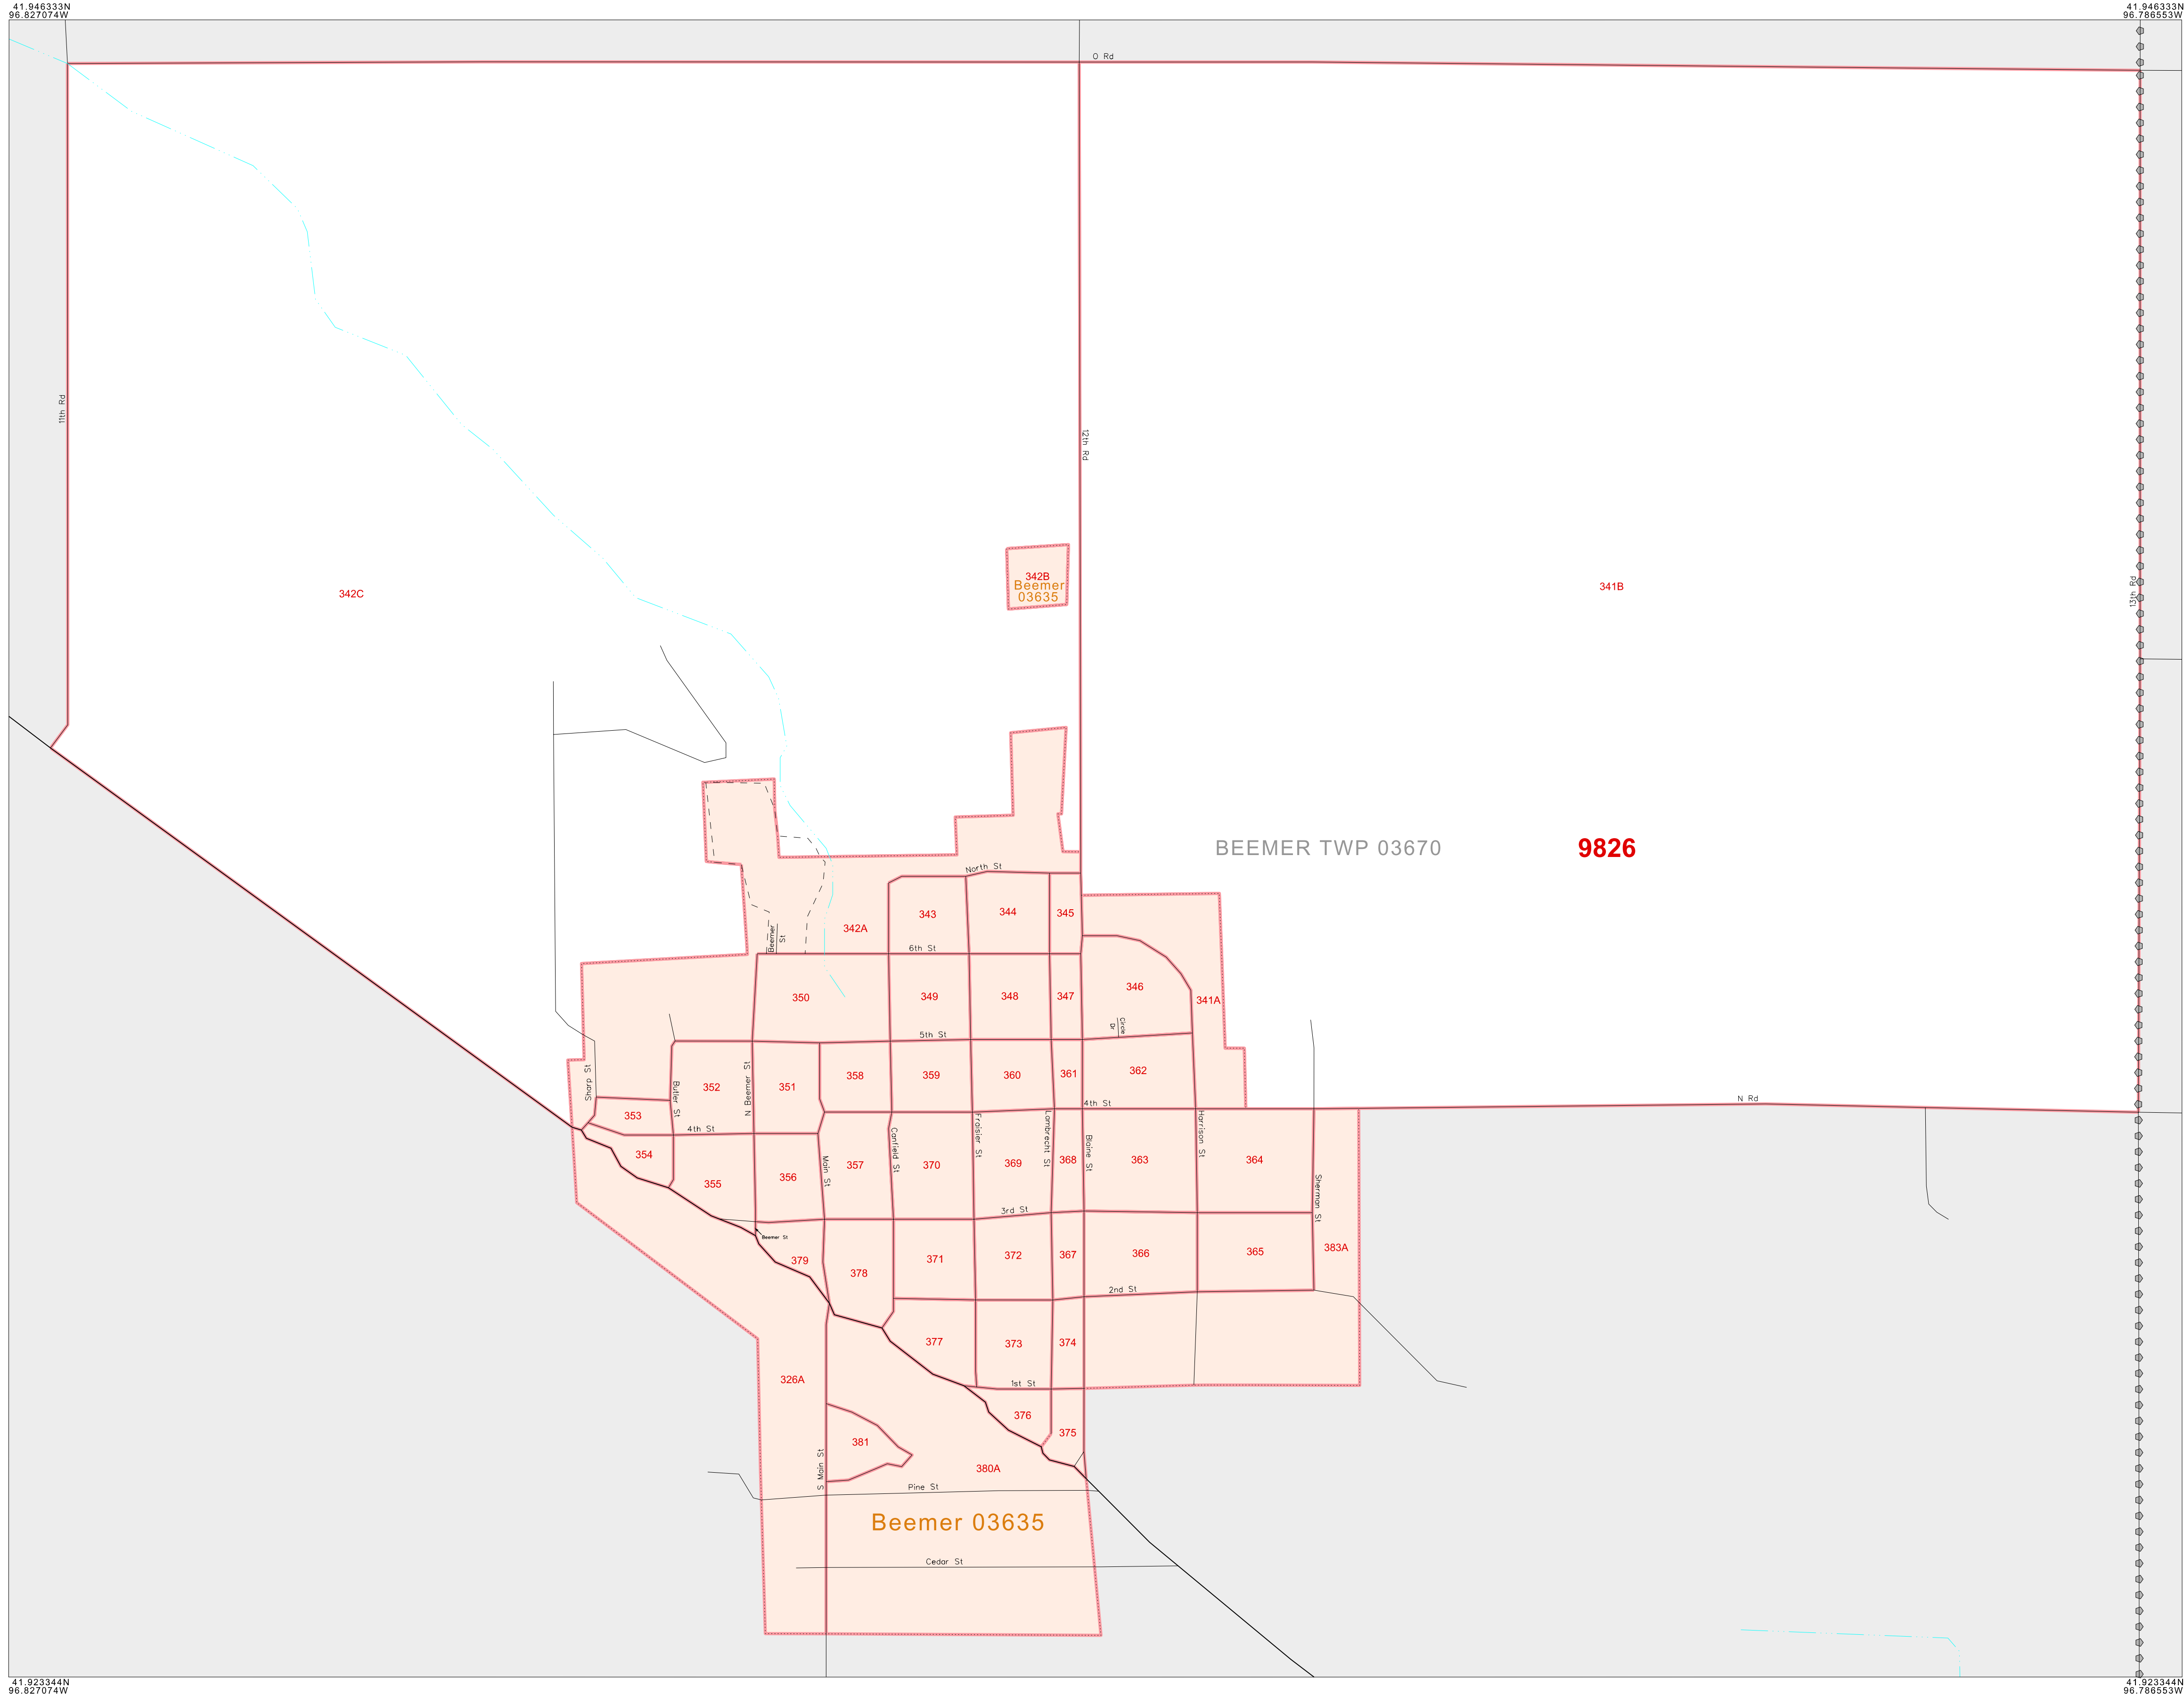 41.946333N
96.827074W
41.946333N
96.786553W
O Rd
11th Rd
12th Rd
13th Rd
342C
342B
Beemer
03635
341B
BEEMER TWP 03670
9826
North St
343
344
345
342A
Beemer
St
6th St
346
341A
350
349
348
347
Circle
Dr
5th St
Sharp St
Butler St
N Beemer St
352
351
358
359
360
361
362
353
4th St
4th St
N Rd
354
355
356
Main St
357
Canfield St
370
Fraisier St
369
Lambrecht St
368
Blaine St
363
Harrison St
364
Sherman St
3rd St
Beemer St
379
378
371
372
367
366
365
383A
2nd St
377
373
374
326A
1st St
376
375
381
380A
S Main St
Pine St
Beemer 03635
Cedar St
41.923344N
96.827074W
41.923344N
96.786553W